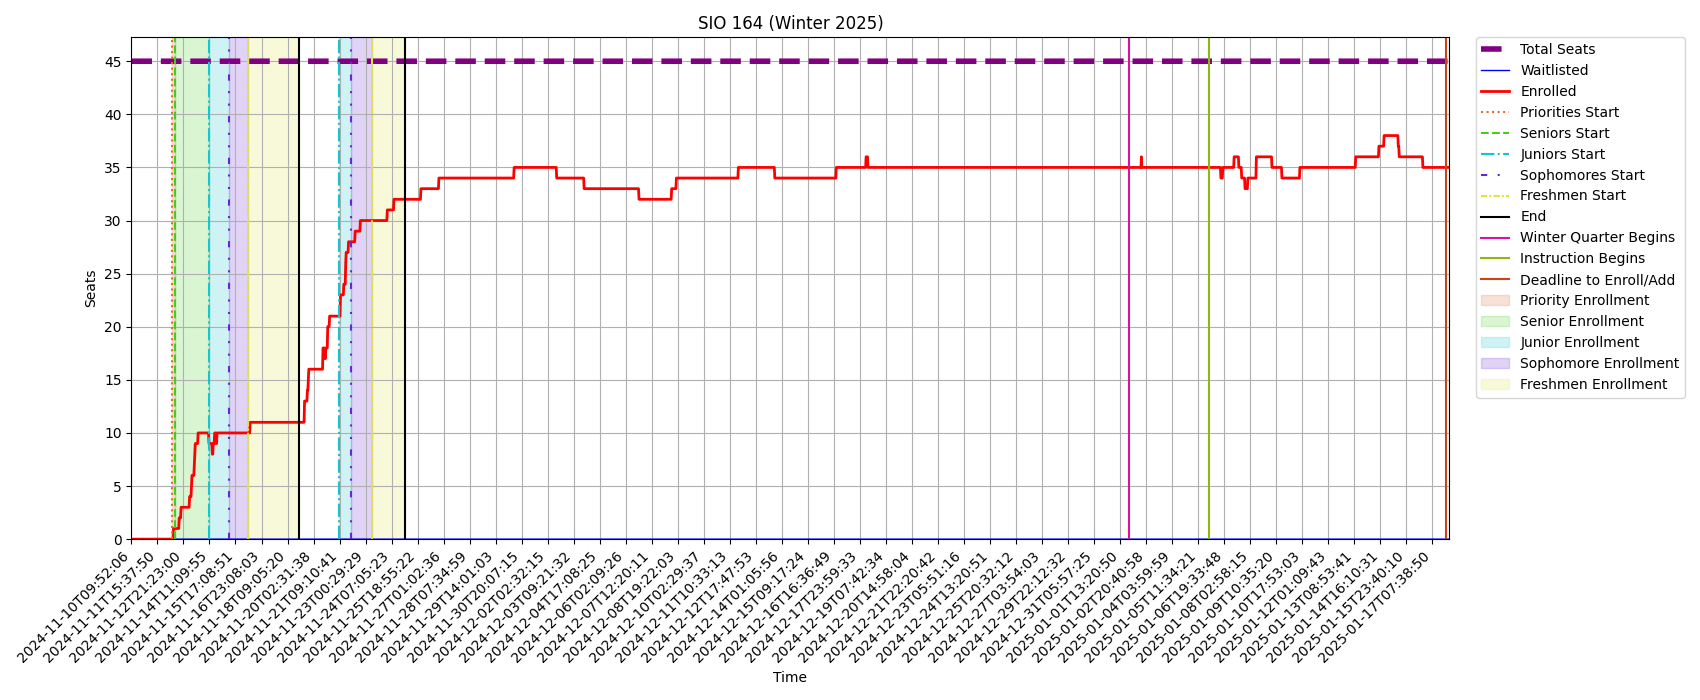 SIO 164 (Winter 2025)
Seats
45
40
35
30
25
20
15
10
5
0
2024-11-10T09:52:06
2024-11-11T15:37:50
2024-11-12T21:23:00
2024-11-14T11:09:55
2024-11-15T17:08:51
2024-11-16T23:08:03
2024-11-18T09:05:20
2024-11-20T02:31:38
2024-11-21T09:10:41
2024-11-23T00:29:29
2024-11-24T07:05:23
2024-11-25T18:55:22
2024-11-27T01:02:36
2024-11-28T07:34:59
2024-11-29T14:01:03
2024-11-30T20:07:15
2024-12-02T02:32:15
2024-12-03T09:21:32
2024-12-04T17:08:25
2024-12-06T02:09:26
2024-12-07T12:20:11
2024-12-08T19:22:03
2024-12-10T02:29:37
2024-12-11T10:33:13
2024-12-12T17:47:53
2024-12-14T01:05:56
2024-12-15T09:17:24
2024-12-16T16:36:49
2024-12-17T23:59:33
2024-12-19T07:42:34
2024-12-20T14:58:04
2024-12-21T22:20:42
2024-12-23T05:51:16
2024-12-24T13:20:51
2024-12-25T20:32:12
2024-12-27T03:54:03
2024-12-29T22:12:32
2024-12-31T05:57:25
2025-01-01T13:20:50
2025-01-02T20:40:58
2025-01-04T03:59:59
2025-01-05T11:34:21
2025-01-06T19:33:48
2025-01-08T02:58:15
2025-01-09T10:35:20
2025-01-10T17:53:03
2025-01-12T01:09:43
2025-01-13T08:53:41
2025-01-14T16:10:31
2025-01-15T23:40:10
2025-01-17T07:38:50
Time
Total Seats
Waitlisted
Enrolled
Priorities Start
Seniors Start
Juniors Start
Sophomores Start
Freshmen Start
End
Winter Quarter Begins
Instruction Begins
Deadline to Enroll/Add
Priority Enrollment
Senior Enrollment
Junior Enrollment
Sophomore Enrollment
Freshmen Enrollment